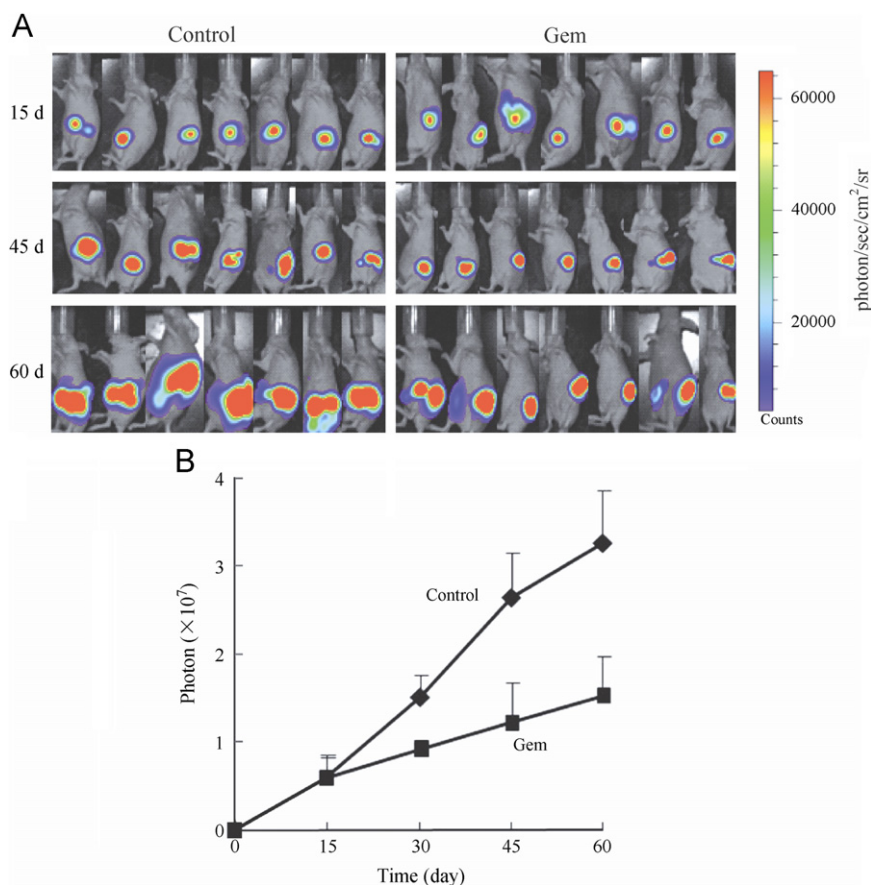 A
Control
Gem
15 d
45 d
60 d
60000
40000
20000
photon/sec/cm²/sr
Counts
B
4
3
2
1
0
Photon (×10⁷)
Control
Gem
0 15 30 45 60
Time (day)